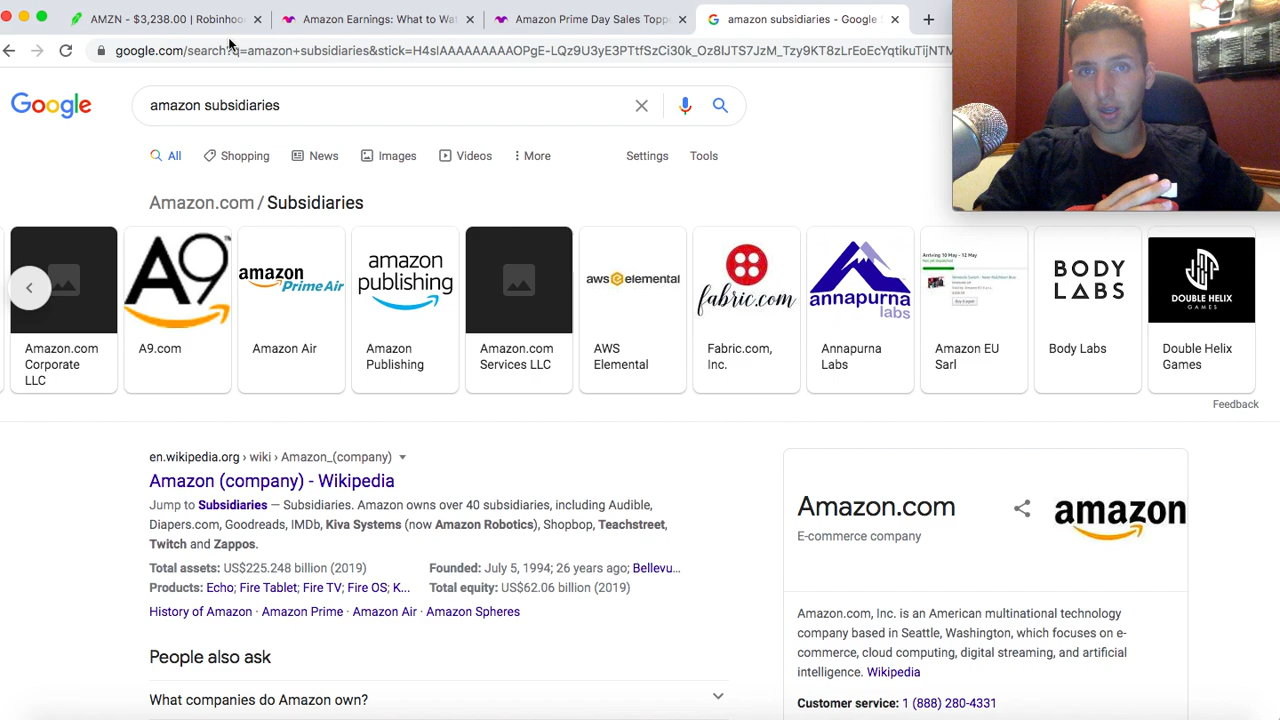 AMZN - $3,238.00 | Robinhoo
Amazon Earnings: What to Wat
Amazon Prime Day Sales Topp
amazon subsidiaries - Google S
google.com/search?q=amazon+subsidiaries&stick=
Google
amazon subsidiaries
All
Shopping
News
Images
Videos
More
Settings
Tools
Amazon.com / Subsidiaries
A9
amazon
PrimeAir
amazon
publishing
aws elemental
fabric.com
annapurna
labs
Arriving 10 May - 12 May
BODY
LABS
DOUBLE HELIX
GAMES
Amazon.com
Corporate
LLC
A9.com
Amazon Air
Amazon
Publishing
Amazon.com
Services LLC
AWS
Elemental
Fabric.com,
Inc.
Annapurna
Labs
Amazon EU
Sarl
Body Labs
Double Helix
Games
Feedback
en.wikipedia.org › wiki › Amazon_(company)
Amazon (company) - Wikipedia
Jump to Subsidiaries — Subsidiaries. Amazon owns over 40 subsidiaries, including Audible,
Diapers.com, Goodreads, IMDb, Kiva Systems (now Amazon Robotics), Shopbop, Teachstreet,
Twitch and Zappos.
Total assets: US$225.248 billion (2019)
Founded: July 5, 1994; 26 years ago; Bellevu...
Products: Echo; Fire Tablet; Fire TV; Fire OS; K...
Total equity: US$62.06 billion (2019)
History of Amazon · Amazon Prime · Amazon Air · Amazon Spheres
People also ask
What companies do Amazon own?
Amazon.com
E-commerce company
amazon
Amazon.com, Inc. is an American multinational technology
company based in Seattle, Washington, which focuses on e-
commerce, cloud computing, digital streaming, and artificial
intelligence. Wikipedia
Customer service: 1 (888) 280-4331